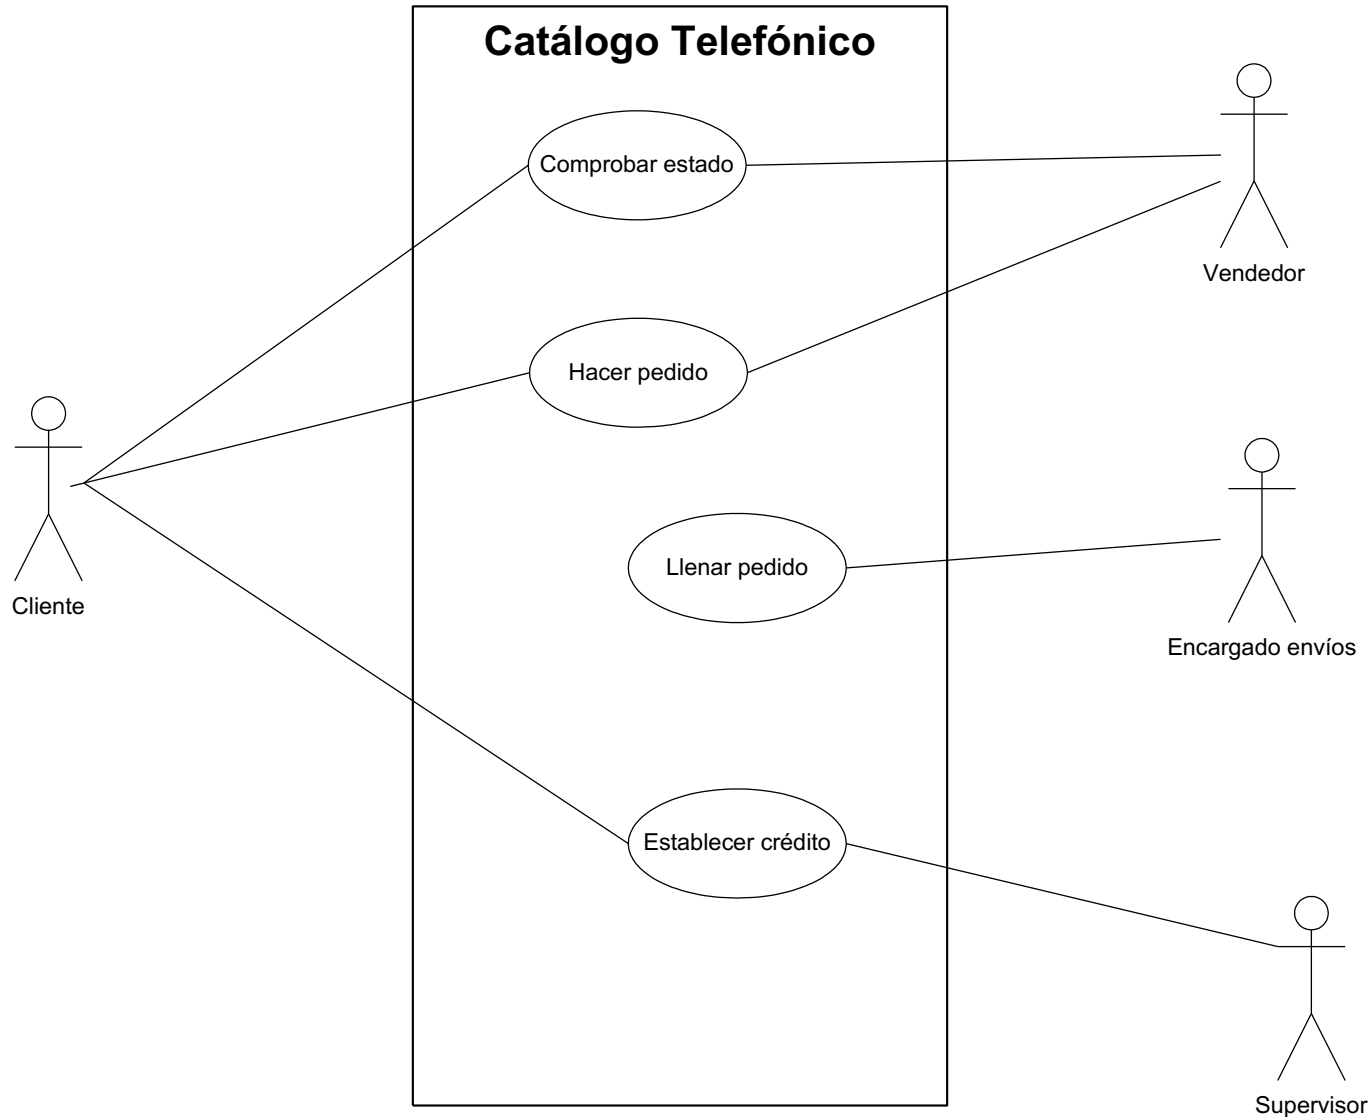 Catálogo Telefónico
Comprobar estado
Vendedor
Hacer pedido
Cliente
Llenar pedido
Encargado envíos
Establecer crédito
Supervisor